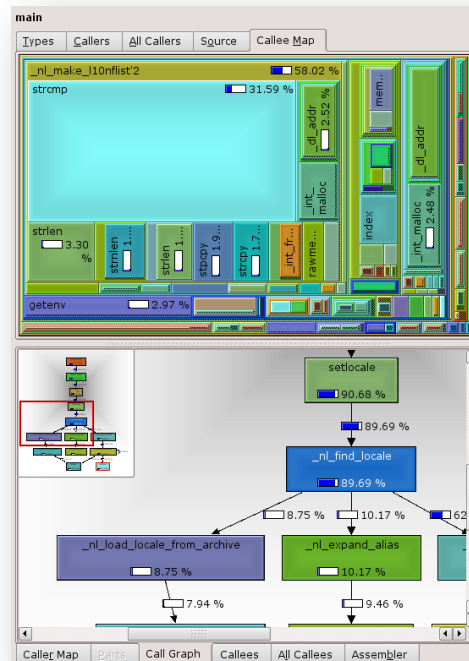 main
Types Callers All Callers Source Callee Map
_nl_make_l10nflist'2 58.02 %
strcmp 31.59 %
_dl_addr 2.52 %
_int_malloc
mem...
_dl_addr
index
_int_malloc 2.48 %
strlen 3.30 %
strnlen 1....
strlen 1....
stpcpy 1.9...
strcpy 1.7...
_int_fr...
rawme...
getenv 2.97 %
setlocale
90.68 %
89.69 %
_nl_find_locale
89.69 %
8.75 % 10.17 % 62
_nl_load_locale_from_archive _nl_expand_alias
8.75 % 10.17 %
7.94 % 9.46 %
Caller Map Parts Call Graph Callees All Callees Assembler